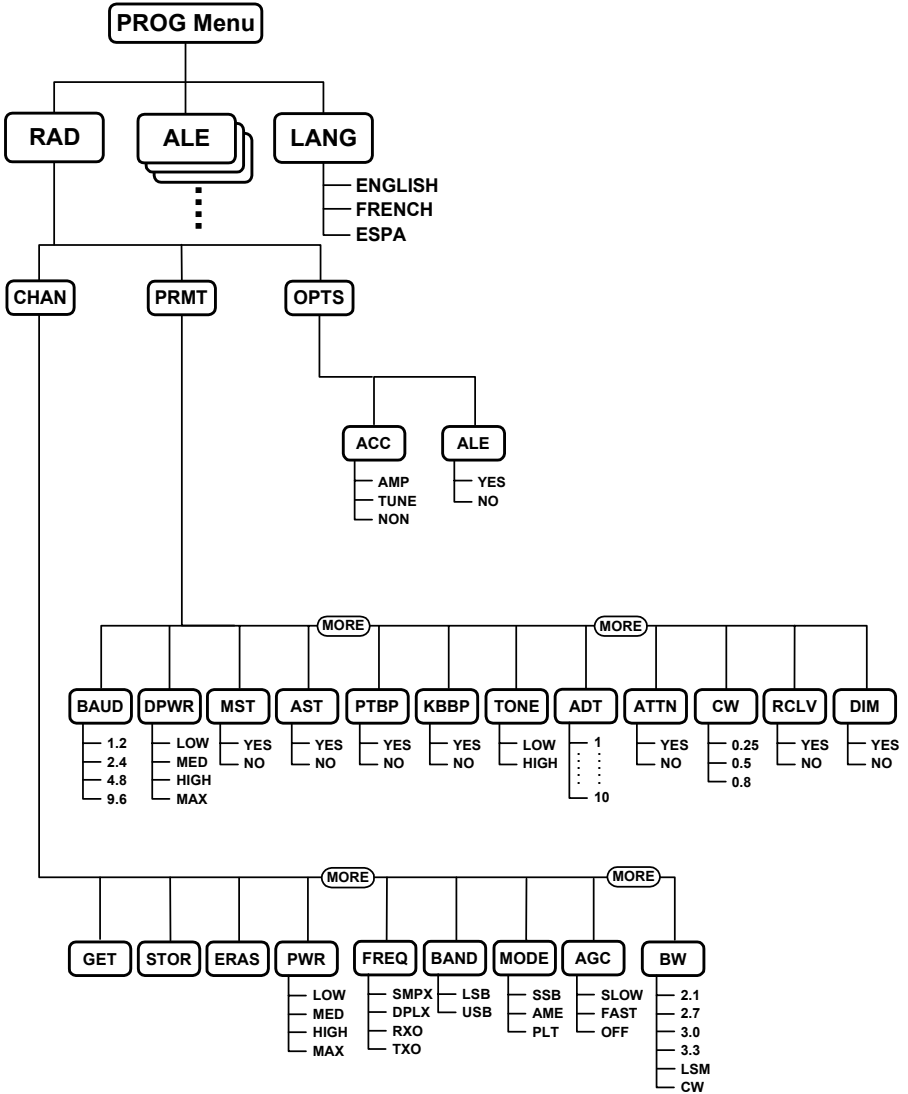 PROG Menu
RAD
ALE
LANG
ENGLISH
FRENCH
ESPA
CHAN
PRMT
OPTS
ACC
ALE
AMP
TUNE
NON
YES
NO
MORE
MORE
BAUD
DPWR
MST
AST
PTBP
KBBP
TONE
ADT
ATTN
CW
RCLV
DIM
1.2
2.4
4.8
9.6
LOW
MED
HIGH
MAX
YES
NO
YES
NO
YES
NO
YES
NO
LOW
HIGH
1
10
YES
NO
0.25
0.5
0.8
YES
NO
YES
NO
MORE
MORE
GET
STOR
ERAS
PWR
FREQ
BAND
MODE
AGC
BW
LOW
MED
HIGH
MAX
SMPX
DPLX
RXO
TXO
LSB
USB
SSB
AME
PLT
SLOW
FAST
OFF
2.1
2.7
3.0
3.3
LSM
CW